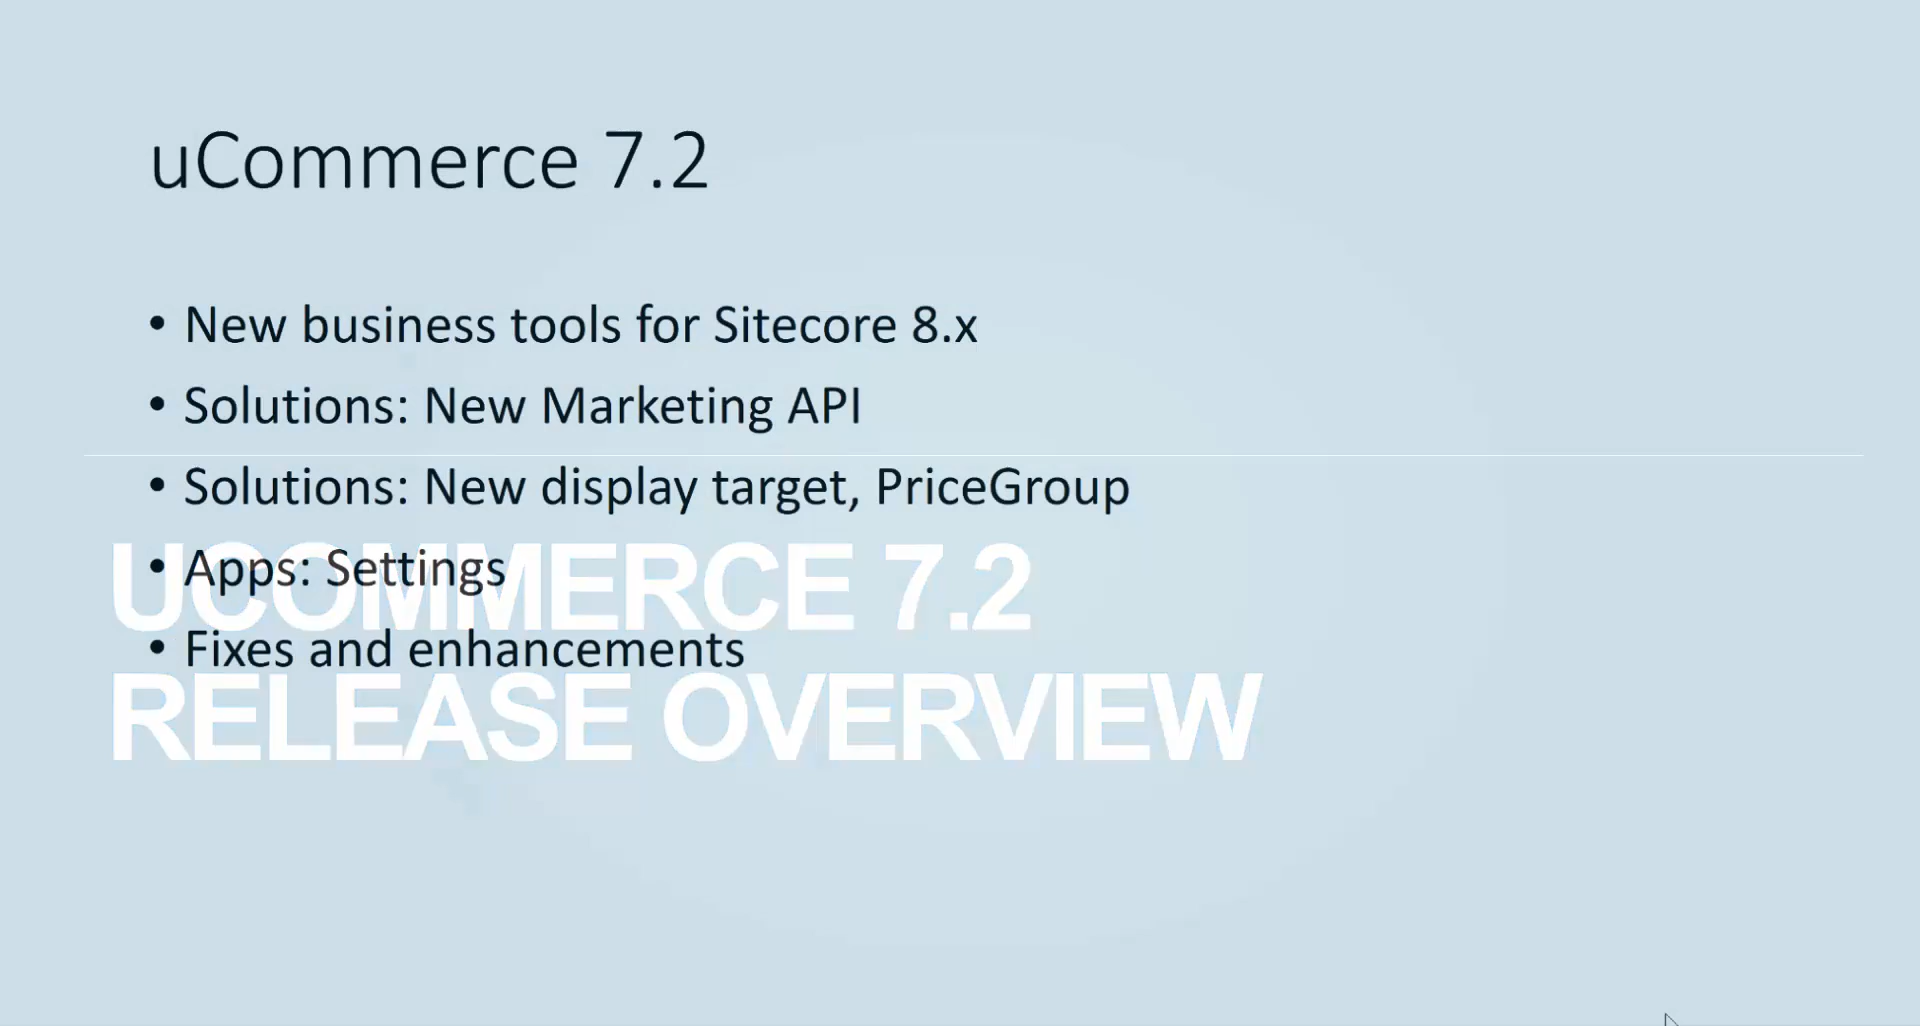 uCommerce 7.2
• New business tools for Sitecore 8.x
• Solutions: New Marketing API
• Solutions: New display target, PriceGroup
• Apps: Settings
• Fixes and enhancements
UCOMMERCE 7.2
RELEASE OVERVIEW